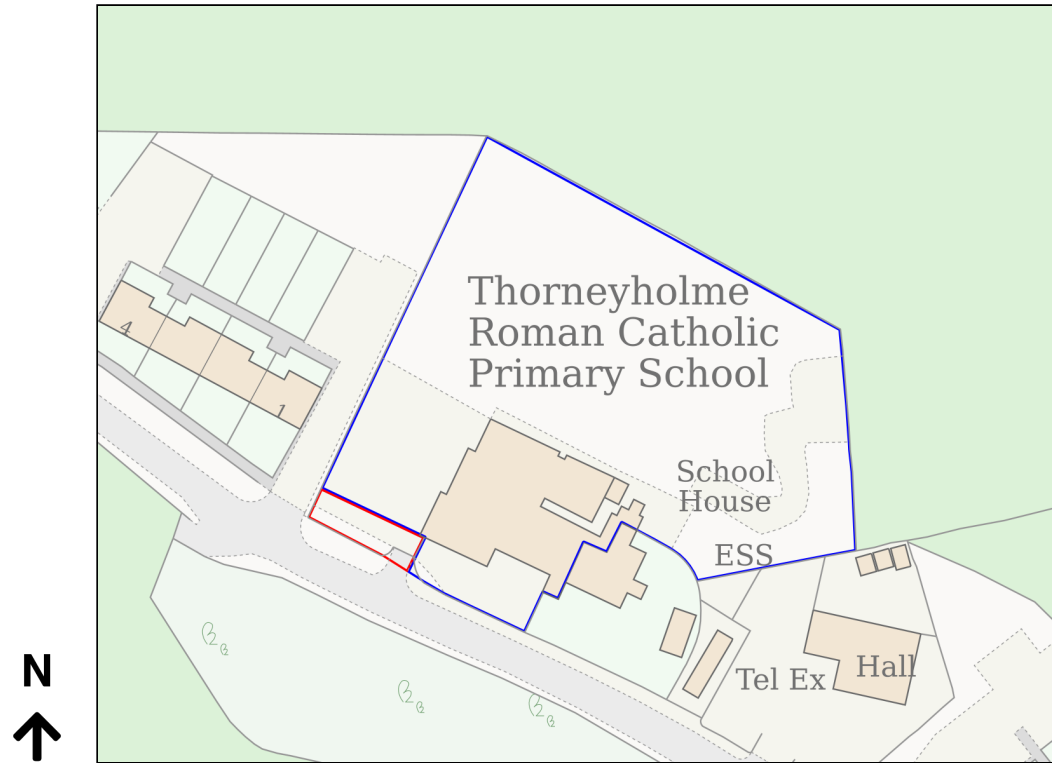 Thorneyholme
Roman Catholic
Primary School
4
1
School
House
ESS
Hall
Tel Ex
N